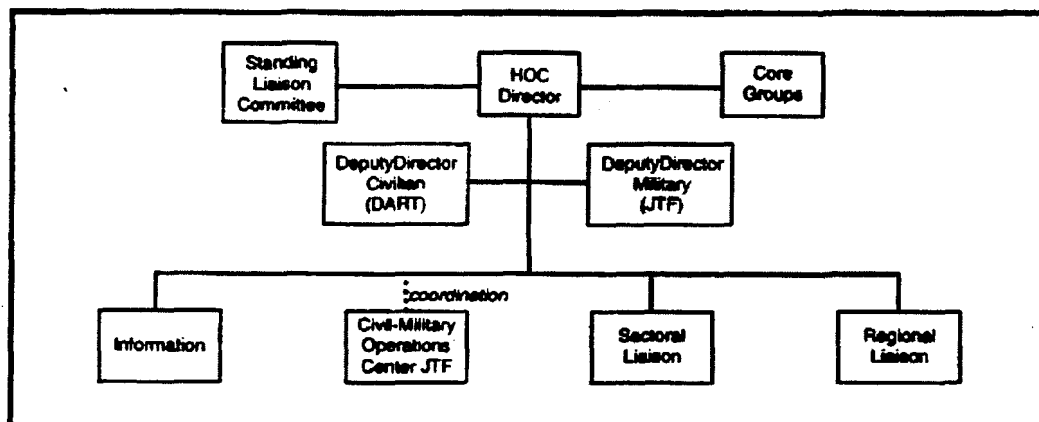 Standing
Liaison
Committee
HOC
Director
Core
Groups
DeputyDirector
Civilian
(DART)
DeputyDirector
Military
(JTF)
coordination
Information
Civil-Military
Operations
Center JTF
Sectoral
Liaison
Regional
Liaison